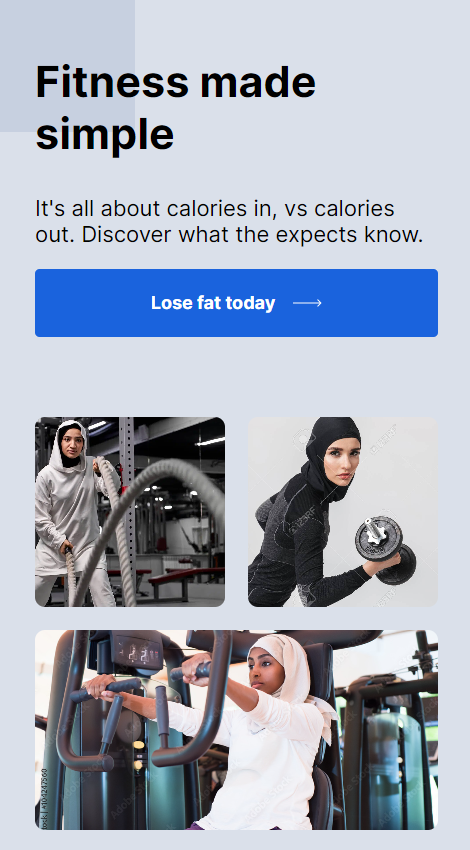 Fitness made
simple
It's all about calories in, vs calories
out. Discover what the expects know.
Lose fat today
123RF